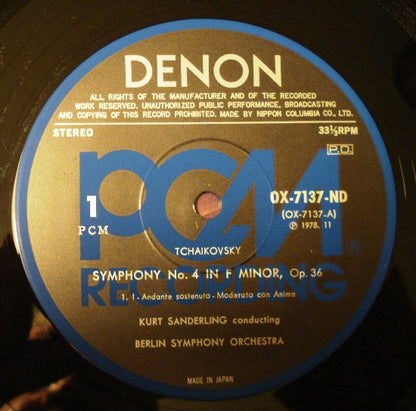 DENON
ALL RIGHTS OF THE MANUFACTURER AND OF THE RECORDED
WORK RESERVED. UNAUTHORIZED PUBLIC PERFORMANCE, BROADCASTING
AND COPYING OF THIS RECORD PROHIBITED. MADE BY NIPPON COLUMBIA CO., LTD.
STEREO
33⅓RPM
P.D.
PCM
RECORDING
®
1
PCM
OX-7137-ND
(OX-7137-A)
Ⓟ 1978. 11
TCHAIKOVSKY
SYMPHONY No. 4 IN F MINOR, Op. 36
1. I - Andante sostenuto - Moderato con Anima
KURT SANDERLING conducting
BERLIN SYMPHONY ORCHESTRA
MADE IN JAPAN